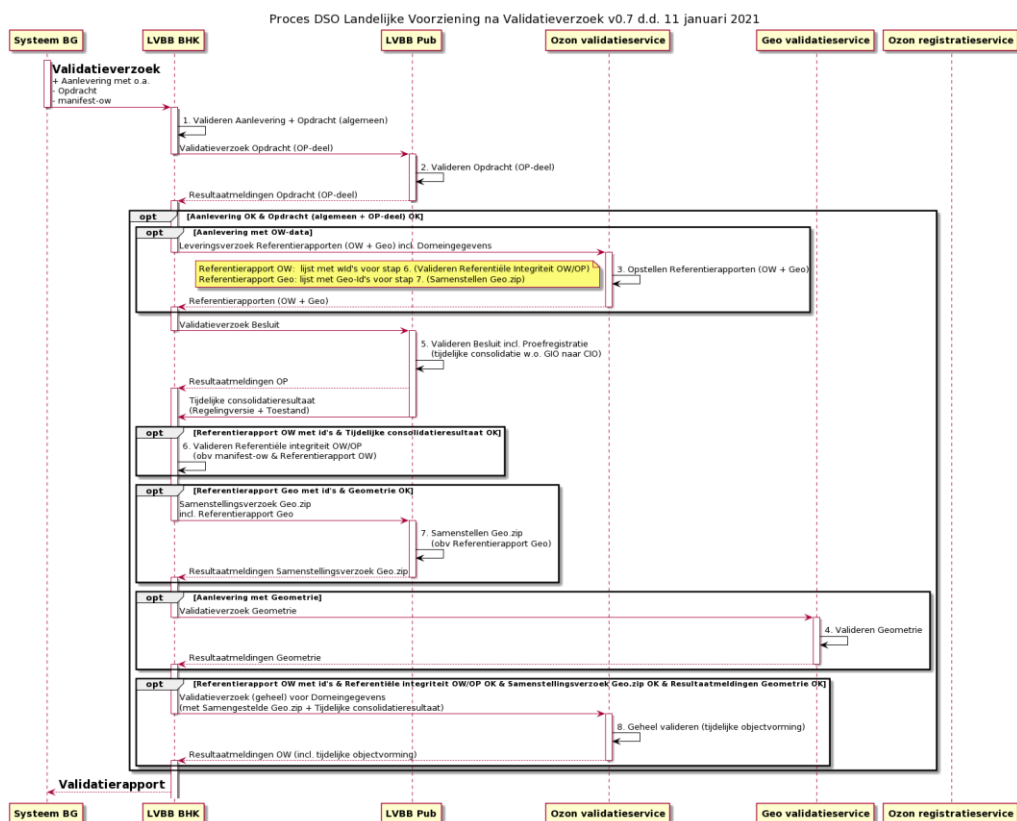 Proces DSO Landelijke Voorziening na Validatieverzoek v0.7 d.d. 11 januari 2021
Systeem BG
LVBB BHK
LVBB Pub
Ozon validatieservice
Geo validatieservice
Ozon registratieservice
Validatieverzoek
+ Aanlevering met o.a.
- Opdracht
- manifest-ow
1. Valideren Aanlevering + Opdracht (algemeen)
Validatieverzoek Opdracht (OP-deel)
2. Valideren Opdracht (OP-deel)
Resultaatmeldingen Opdracht (OP-deel)
opt [Aanlevering OK & Opdracht (algemeen + OP-deel) OK]
opt [Aanlevering met OW-data]
Leveringsverzoek Referentierapporten (OW + Geo) incl. Domeingegevens
Referentierapport OW: lijst met wId's voor stap 6. (Valideren Referentiële Integriteit OW/OP)
Referentierapport Geo: lijst met Geo-Id's voor stap 7. (Samenstellen Geo.zip)
3. Opstellen Referentierapporten (OW + Geo)
Referentierapporten (OW + Geo)
Validatieverzoek Besluit
5. Valideren Besluit incl. Proefregistratie
(tijdelijke consolidatie w.o. GIO naar CIO)
Resultaatmeldingen OP
Tijdelijke consolidatieresultaat
(Regelingversie + Toestand)
opt [Referentierapport OW met id's & Tijdelijke consolidatieresultaat OK]
6. Valideren Referentiële integriteit OW/OP
(obv manifest-ow & Referentierapport OW)
opt [Referentierapport Geo met id's & Geometrie OK]
Samenstellingsverzoek Geo.zip
incl. Referentierapport Geo
7. Samenstellen Geo.zip
(obv Referentierapport Geo)
Resultaatmeldingen Samenstellingsverzoek Geo.zip
opt [Aanlevering met Geometrie]
Validatieverzoek Geometrie
4. Valideren Geometrie
Resultaatmeldingen Geometrie
opt [Referentierapport OW met id's & Referentiële integriteit OW/OP OK & Samenstellingsverzoek Geo.zip OK & Resultaatmeldingen Geometrie OK]
Validatieverzoek (geheel) voor Domeingegevens
(met Samengestelde Geo.zip + Tijdelijke consolidatieresultaat)
8. Geheel valideren (tijdelijke objectvorming)
Resultaatmeldingen OW (incl. tijdelijke objectvorming)
Validatierapport
Systeem BG
LVBB BHK
LVBB Pub
Ozon validatieservice
Geo validatieservice
Ozon registratieservice